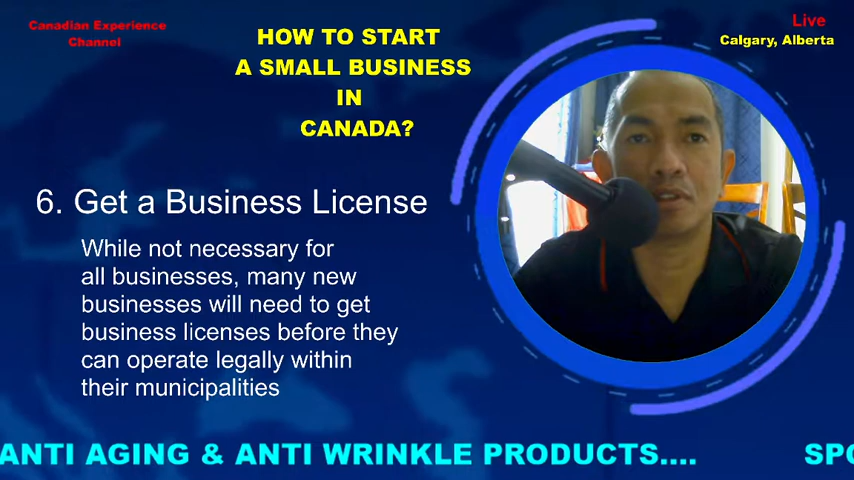 Canadian Experience
Channel
Live
Calgary, Alberta
HOW TO START
A SMALL BUSINESS
IN
CANADA?
6. Get a Business License
While not necessary for
all businesses, many new
businesses will need to get
business licenses before they
can operate legally within
their municipalities
ANTI AGING & ANTI WRINKLE PRODUCTS....